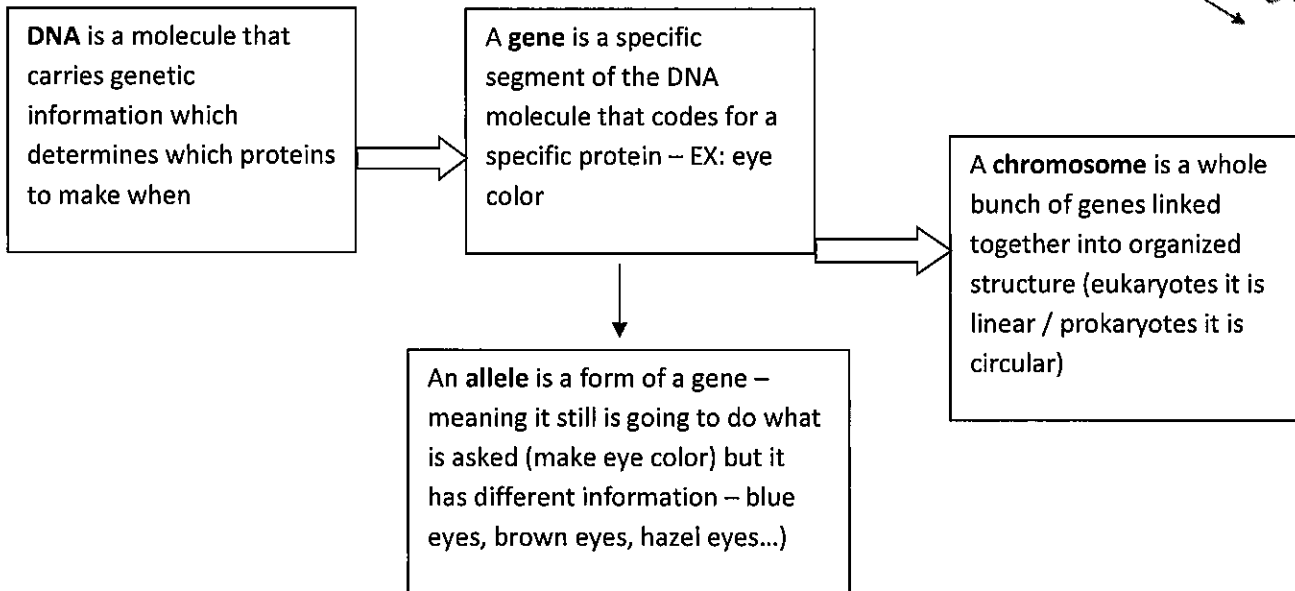 DNA is a molecule that
carries genetic
information which
determines which proteins
to make when
A gene is a specific
segment of the DNA
molecule that codes for a
specific protein – EX: eye
color
A chromosome is a whole
bunch of genes linked
together into organized
structure (eukaryotes it is
linear / prokaryotes it is
circular)
An allele is a form of a gene –
meaning it still is going to do what
is asked (make eye color) but it
has different information – blue
eyes, brown eyes, hazel eyes...)